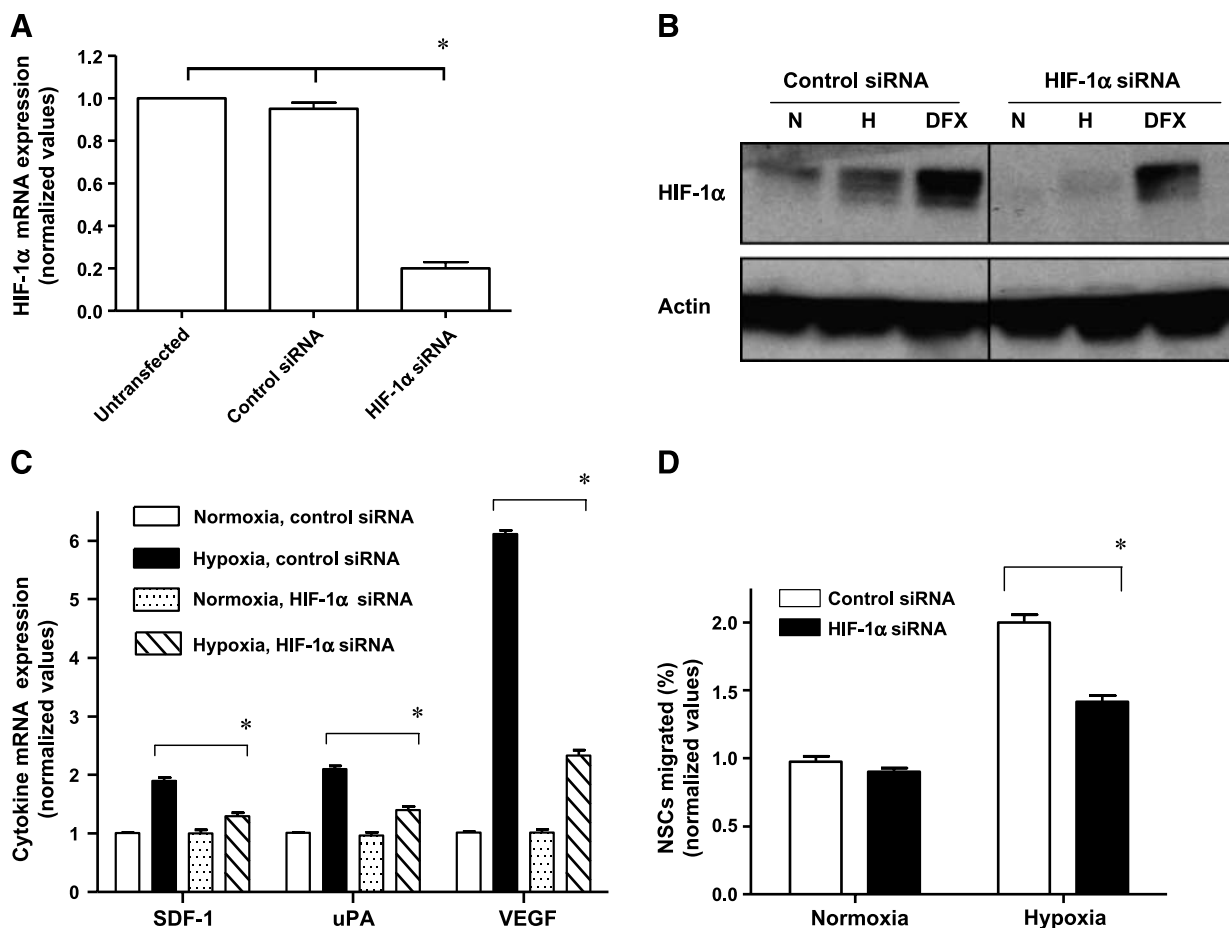 A
HIF-1α mRNA expression
(normalized values)
1.2
1.0
0.8
0.6
0.4
0.2
0.0
*
Untransfected
Control siRNA
HIF-1α siRNA
B
Control siRNA
HIF-1α siRNA
N H DFX N H DFX
HIF-1α
Actin
C
Cytokine mRNA expression
(normalized values)
6
5
4
3
2
1
0
Normoxia, control siRNA
Hypoxia, control siRNA
Normoxia, HIF-1α siRNA
Hypoxia, HIF-1α siRNA
*
*
*
SDF-1 uPA VEGF
D
NSCs migrated (%)
(normalized values)
2.0
1.5
1.0
0.5
0.0
Control siRNA
HIF-1α siRNA
*
Normoxia Hypoxia